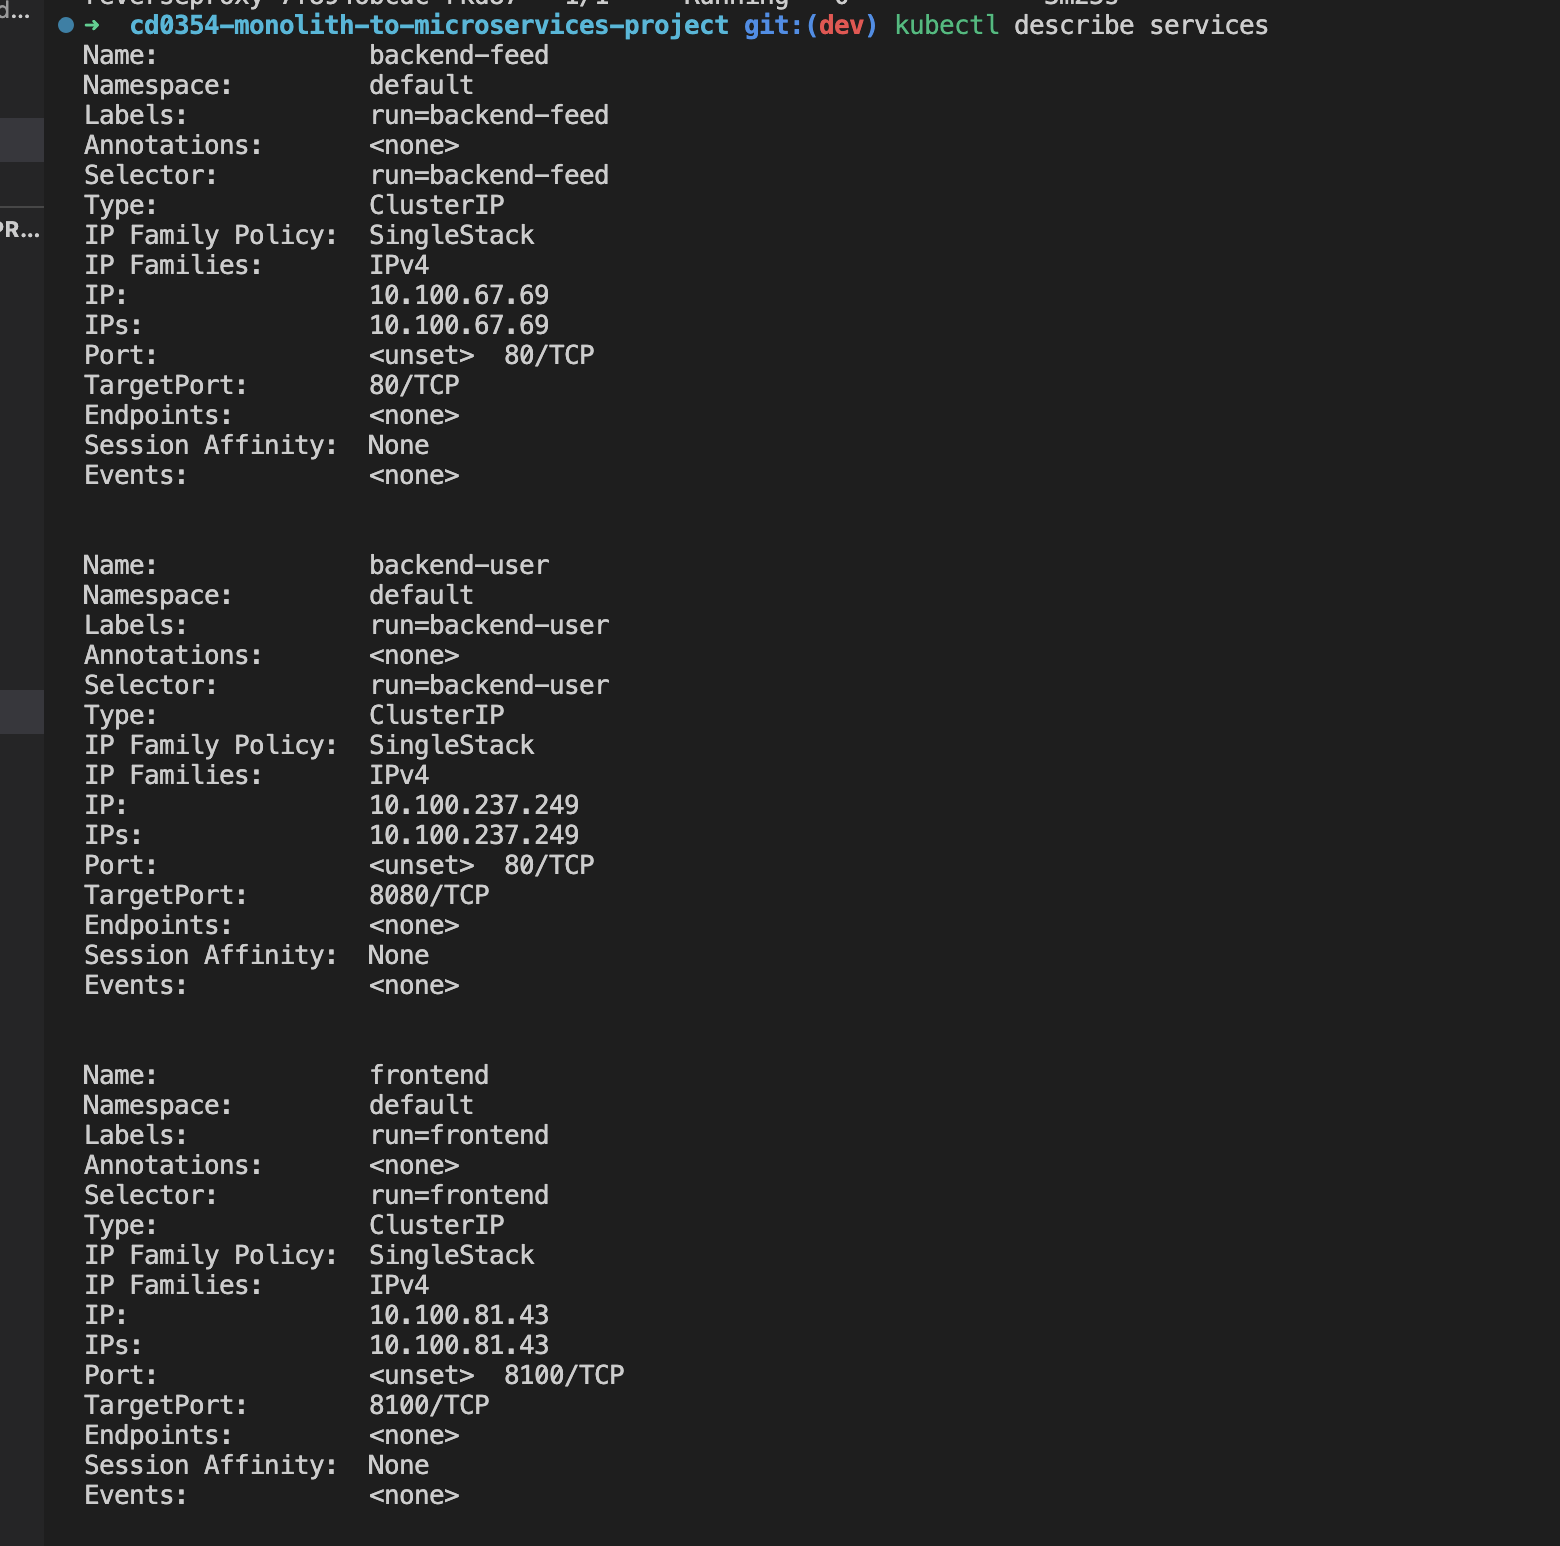 d...
➜ cd0354-monolith-to-microservices-project git:(dev) kubectl describe services
Name: backend-feed
Namespace: default
Labels: run=backend-feed
Annotations: <none>
Selector: run=backend-feed
Type: ClusterIP
PR...
IP Family Policy: SingleStack
IP Families: IPv4
IP: 10.100.67.69
IPs: 10.100.67.69
Port: <unset> 80/TCP
TargetPort: 80/TCP
Endpoints: <none>
Session Affinity: None
Events: <none>
Name: backend-user
Namespace: default
Labels: run=backend-user
Annotations: <none>
Selector: run=backend-user
Type: ClusterIP
IP Family Policy: SingleStack
IP Families: IPv4
IP: 10.100.237.249
IPs: 10.100.237.249
Port: <unset> 80/TCP
TargetPort: 8080/TCP
Endpoints: <none>
Session Affinity: None
Events: <none>
Name: frontend
Namespace: default
Labels: run=frontend
Annotations: <none>
Selector: run=frontend
Type: ClusterIP
IP Family Policy: SingleStack
IP Families: IPv4
IP: 10.100.81.43
IPs: 10.100.81.43
Port: <unset> 8100/TCP
TargetPort: 8100/TCP
Endpoints: <none>
Session Affinity: None
Events: <none>